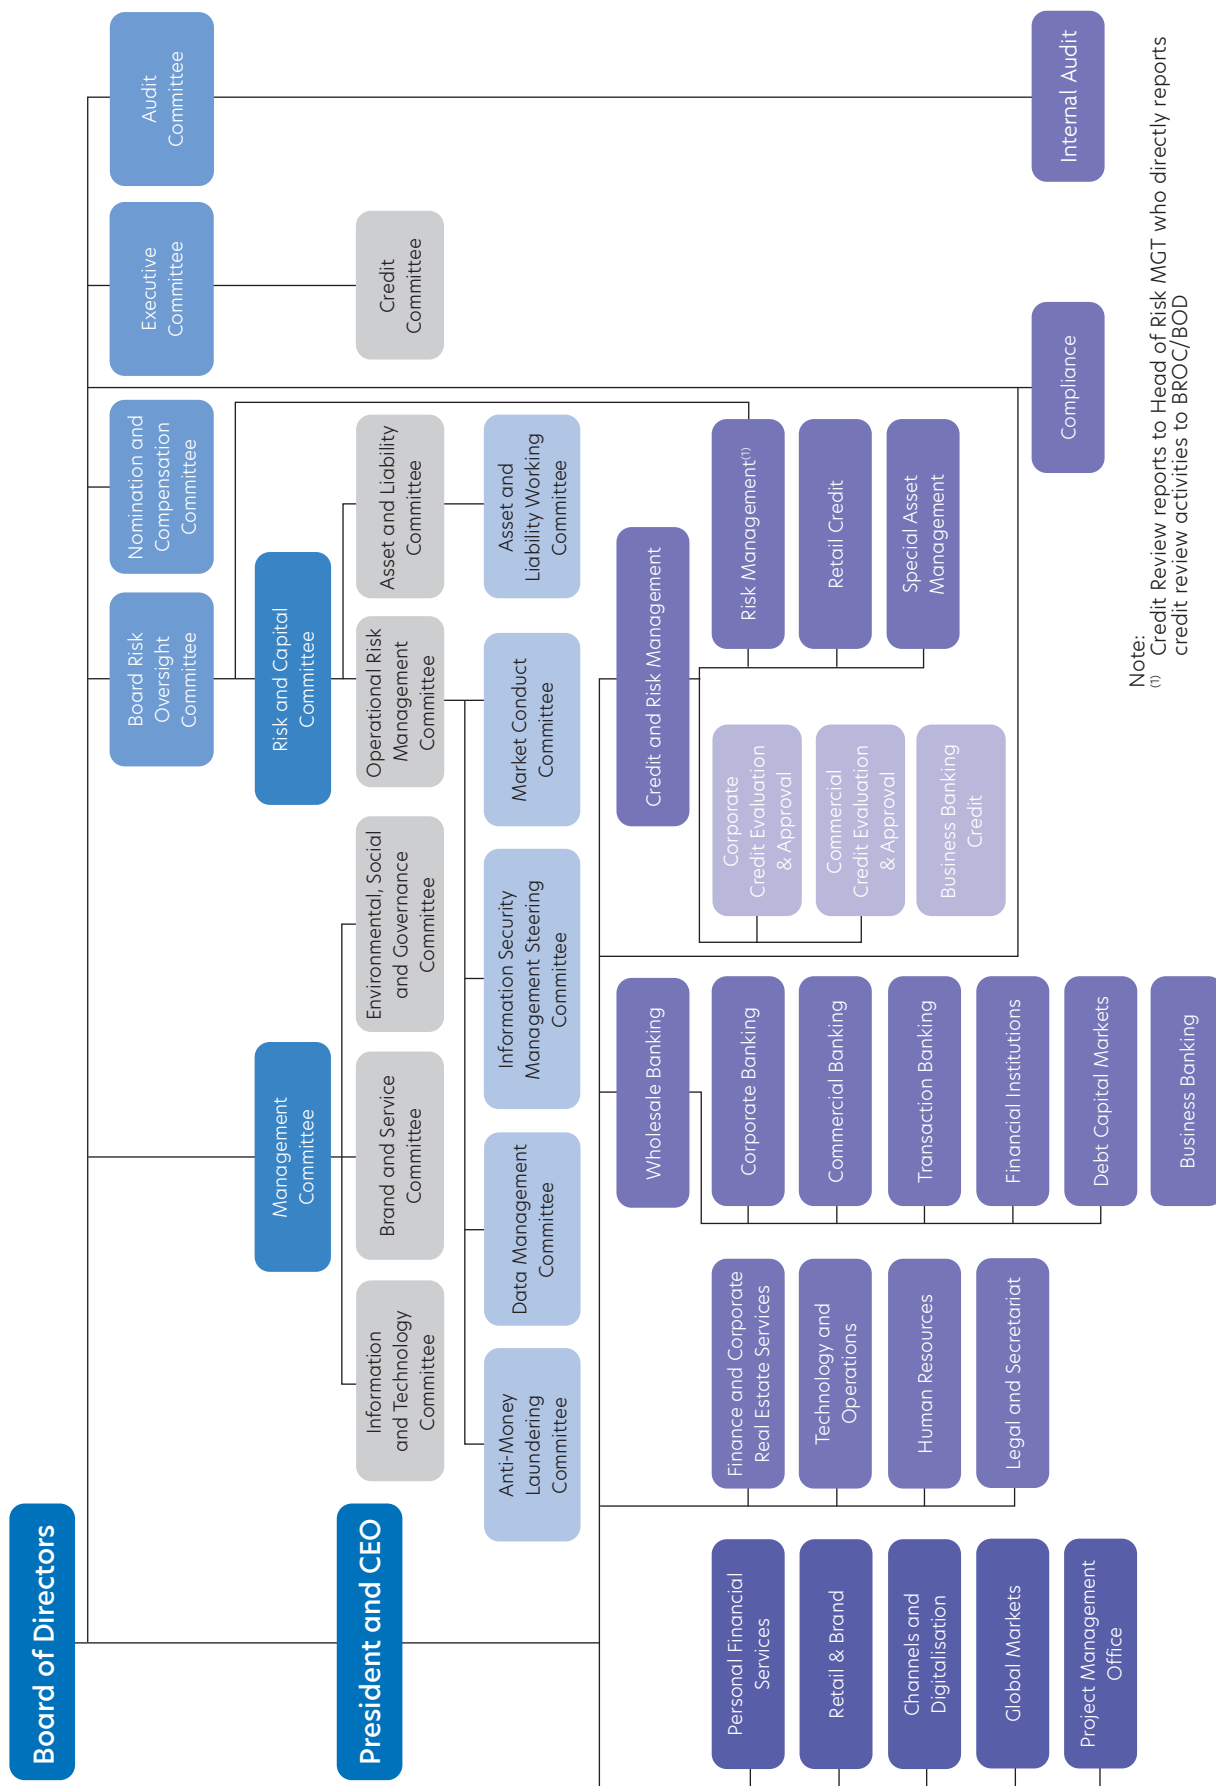 Board of Directors
Audit
Committee
Executive
Committee
Nomination and
Compensation
Committee
Board Risk
Oversight
Committee
Management
Committee
Risk and Capital
Committee
President and CEO
Information
and Technology
Committee
Brand and Service
Committee
Environmental, Social
and Governance
Committee
Operational Risk
Management
Committee
Asset and Liability
Committee
Credit
Committee
Anti-Money
Laundering
Committee
Data Management
Committee
Information Security
Management Steering
Committee
Market Conduct
Committee
Asset and
Liability Working
Committee
Wholesale Banking
Credit and Risk Management
Personal Financial
Services
Retail & Brand
Channels and
Digitalisation
Global Markets
Project Management
Office
Finance and Corporate
Real Estate Services
Technology and
Operations
Human Resources
Legal and Secretariat
Corporate Banking
Commercial Banking
Transaction Banking
Financial Institutions
Debt Capital Markets
Business Banking
Corporate
Credit Evaluation
& Approval
Commercial
Credit Evaluation
& Approval
Business Banking
Credit
Risk Management(1)
Retail Credit
Special Asset
Management
Compliance
Internal Audit
Note:
(1) Credit Review reports to Head of Risk MGT who directly reports
credit review activities to BROC/BOD